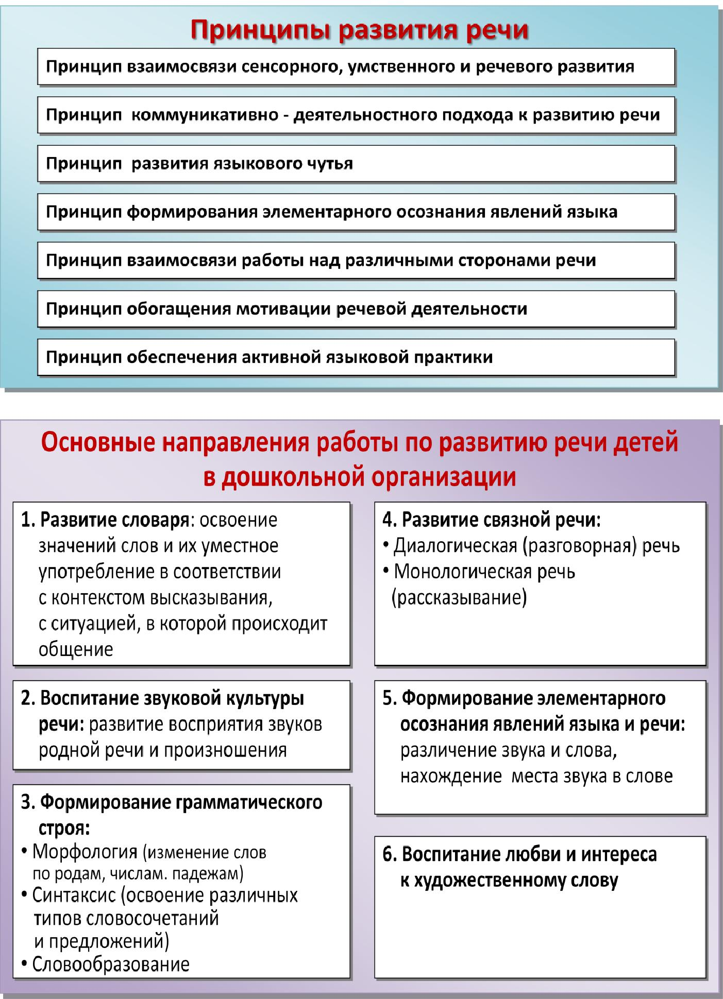 Принципы развития речи
Принцип взаимосвязи сенсорного, умственного и речевого развития
Принцип  коммуникативно - деятельностного подхода к развитию речи
Принцип  развития языкового чутья
Принцип формирования элементарного осознания явлений языка
Принцип взаимосвязи работы над различными сторонами речи
Принцип обогащения мотивации речевой деятельности
Принцип обеспечения активной языковой практики
Основные направления работы по развитию речи детей
в дошкольной организации
1. Развитие словаря: освоение
значений слов и их уместное
употребление в соответствии
с контекстом высказывания,
с ситуацией, в которой происходит
общение
2. Воспитание звуковой культуры
речи: развитие восприятия звуков
родной речи и произношения
3. Формирование грамматического
строя:
• Морфология (изменение слов
по родам, числам. падежам)
• Синтаксис (освоение различных
типов словосочетаний
и предложений)
• Словообразование
4. Развитие связной речи:
• Диалогическая (разговорная) речь
• Монологическая речь
(рассказывание)
5. Формирование элементарного
осознания явлений языка и речи:
различение звука и слова,
нахождение  места звука в слове
6. Воспитание любви и интереса
к художественному слову